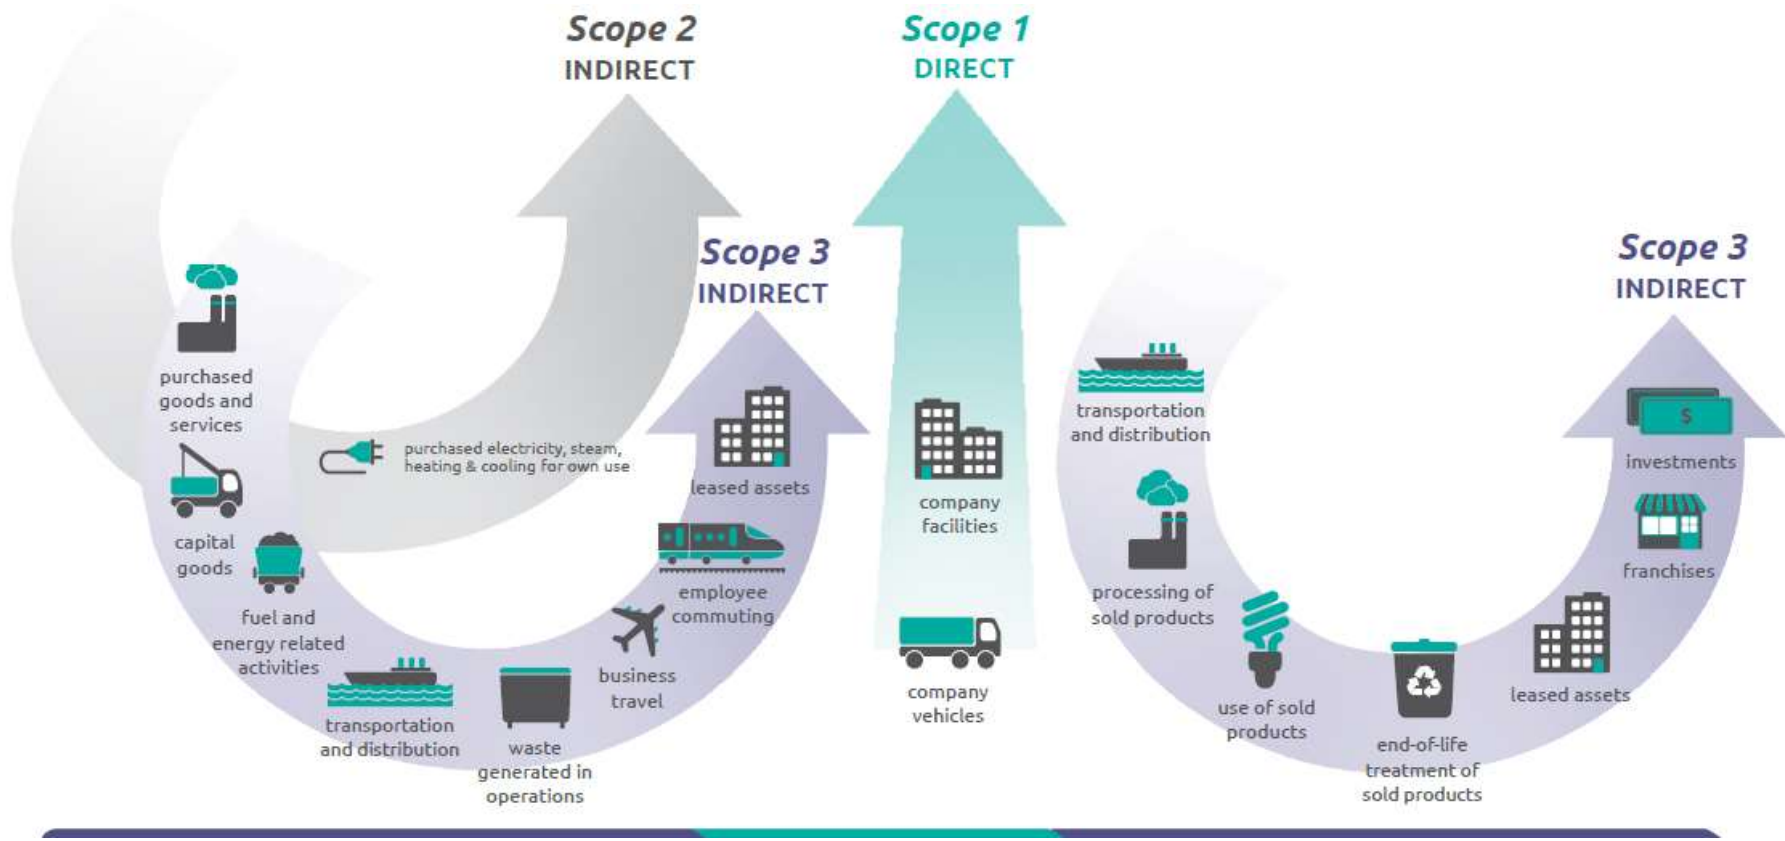 Scope 2
INDIRECT
Scope 1
DIRECT
Scope 3
INDIRECT
Scope 3
INDIRECT
purchased
goods and
services
capital
goods
fuel and
energy related
activities
purchased electricity, steam,
heating & cooling for own use
transportation
and distribution
waste
generated in
operations
business
travel
employee
commuting
leased assets
company
facilities
company
vehicles
transportation
and distribution
processing of
sold products
use of sold
products
end-of-life
treatment of
sold products
leased assets
franchises
$
investments